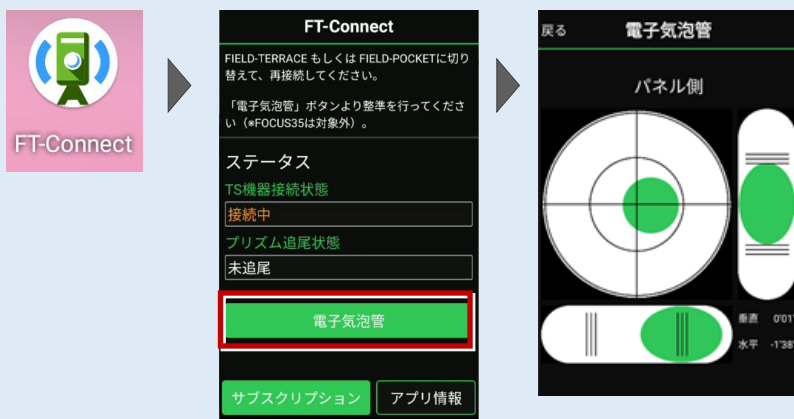 FT-Connect
FT-Connect
FIELD-TERRACE もしくは FIELD-POCKETに切り
替えて、再接続してください。
「電子気泡管」ボタンより整準を行ってくださ
い（※FOCUS35は対象外）。
ステータス
TS機器接続状態
接続中
プリズム追尾状態
未追尾
電子気泡管
サブスクリプション
アプリ情報
戻る 電子気泡管
パネル側
垂直 0'01"
水平 -1'38"